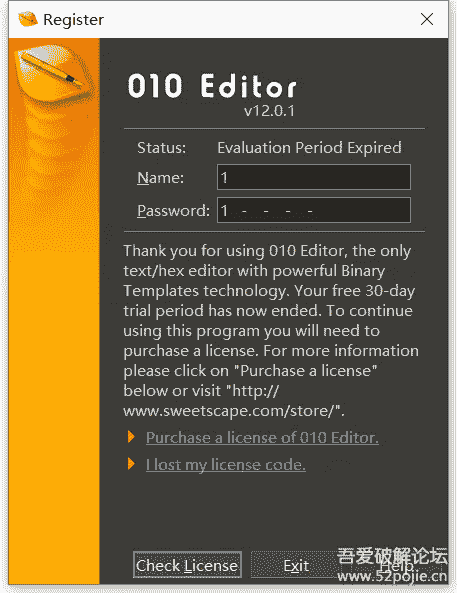 Register
010 Editor
v12.0.1
Status: Evaluation Period Expired
Name: 1
Password: 1 - - - -
Thank you for using 010 Editor, the only
text/hex editor with powerful Binary
Templates technology. Your free 30-day
trial period has now ended. To continue
using this program you will need to
purchase a license. For more information
please click on "Purchase a license"
below or visit "http://
www.sweetscape.com/store/".
Purchase a license of 010 Editor.
I lost my license code.
Check License Exit Help
吾爱破解论坛
www.52pojie.cn